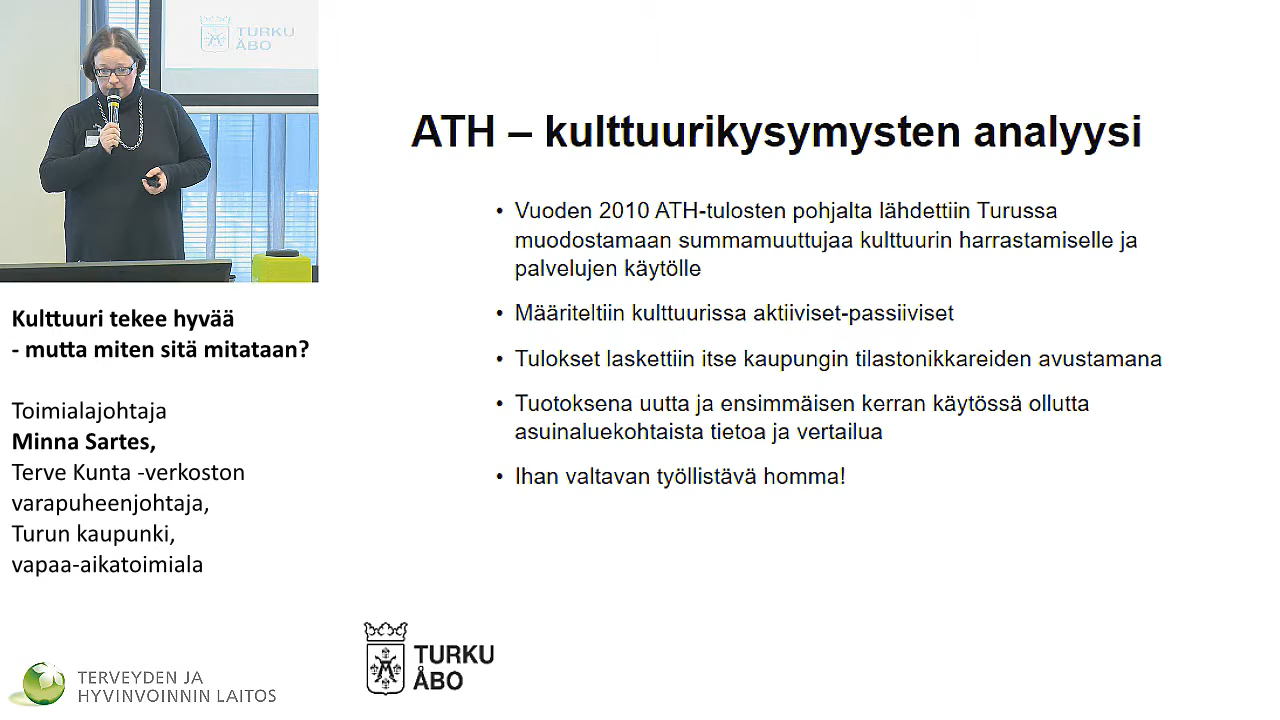 TURKU
ÅBO
Kulttuuri tekee hyvää
- mutta miten sitä mitataan?
Toimialajohtaja
Minna Sartes,
Terve Kunta -verkoston
varapuheenjohtaja,
Turun kaupunki,
vapaa-aikatoimiala
TERVEYDEN JA
HYVINVOINNIN LAITOS
ATH – kulttuurikysymysten analyysi
• Vuoden 2010 ATH-tulosten pohjalta lähdettiin Turussa
muodostamaan summamuuttujaa kulttuurin harrastamiselle ja
palvelujen käytölle
• Määriteltiin kulttuurissa aktiiviset-passiiviset
• Tulokset laskettiin itse kaupungin tilastonikkareiden avustamana
• Tuotoksena uutta ja ensimmäisen kerran käytössä ollutta
asuinaluekohtaista tietoa ja vertailua
• Ihan valtavan työllistävä homma!
TURKU
ÅBO